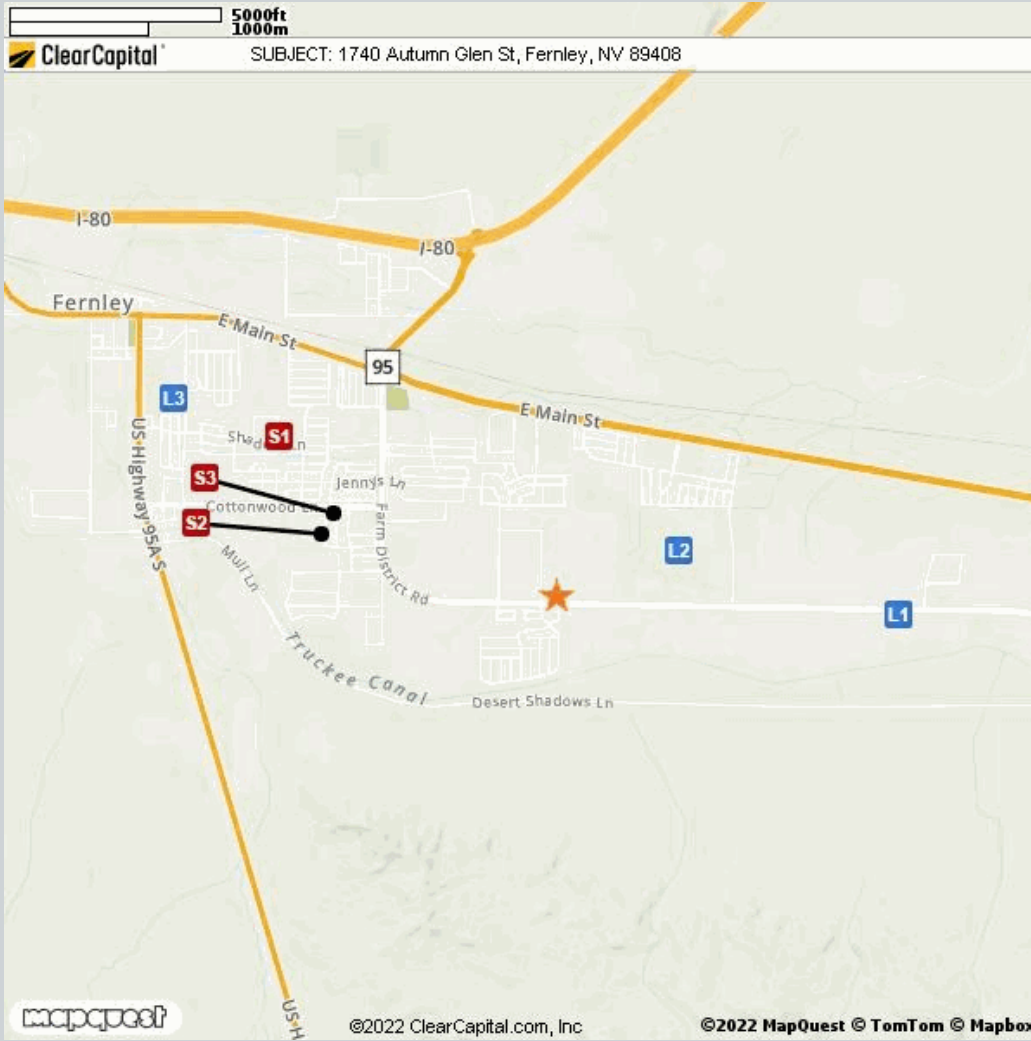 5000ft
1000m
ClearCapital
SUBJECT: 1740 Autumn Glen St, Fernley, NV 89408
I-80
I-80
Fernley
E Main St
95
L3
E Main St
S1
US Highway 95A S
S3
Jennys Ln
Cottonwood
S2
Farm District Rd
L2
Mull Ln
L1
Truckee Canal
Desert Shadows Ln
US H
mapquest
©2022 ClearCapital.com, Inc
©2022 MapQuest © TomTom © Mapbox